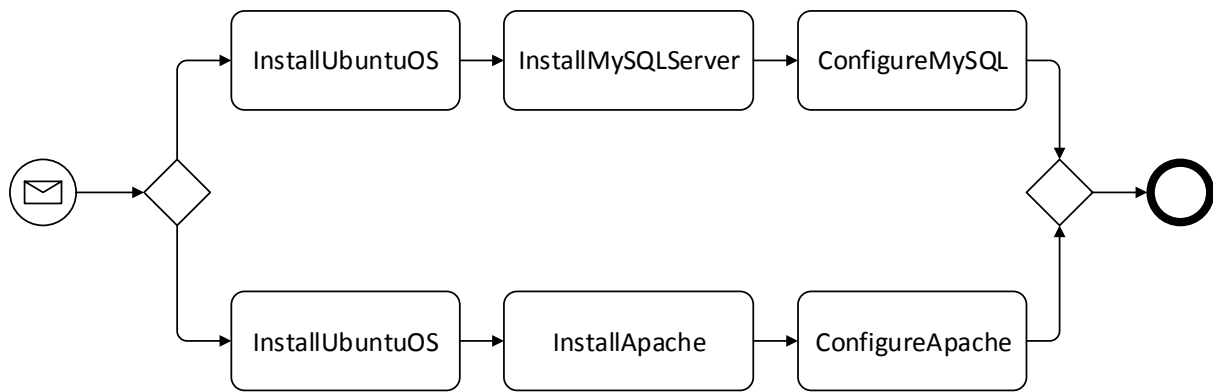 InstallUbuntuOS
InstallMySQLServer
ConfigureMySQL
InstallUbuntuOS
InstallApache
ConfigureApache